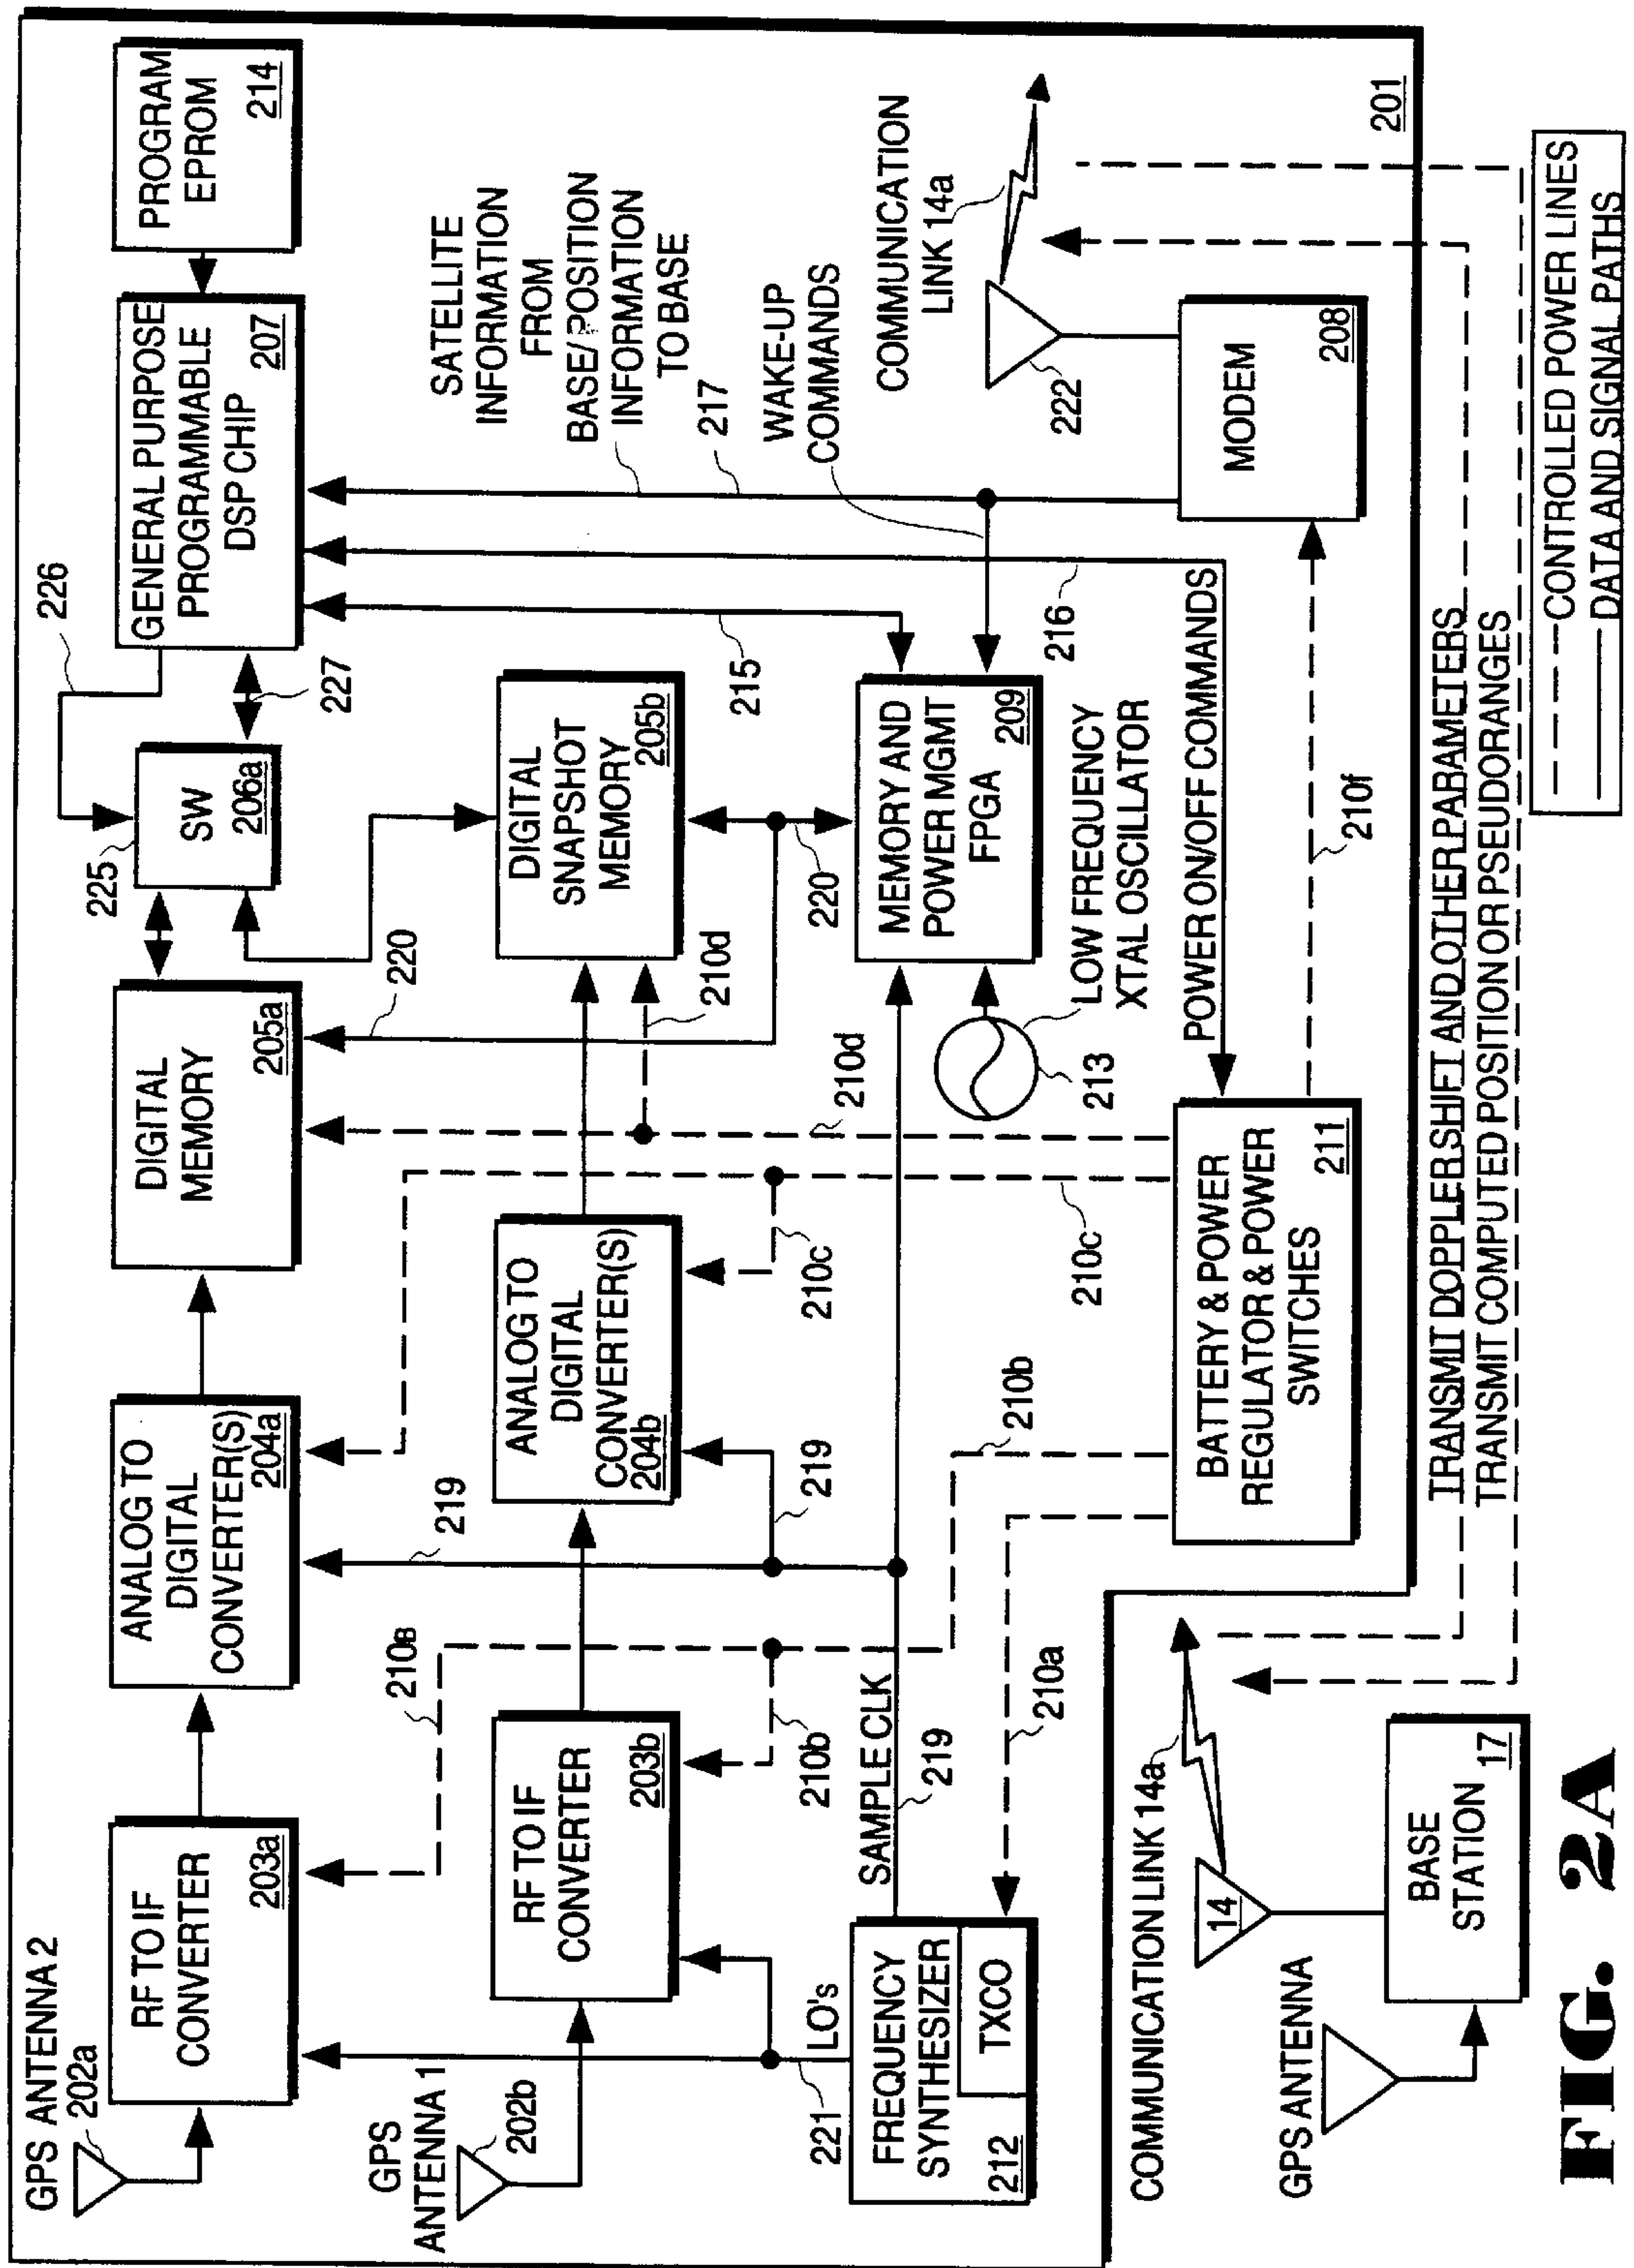 GPS ANTENNA 2
202a
RF TO IF
CONVERTER
203a
ANALOG TO
DIGITAL
CONVERTER(S)
204a
DIGITAL
MEMORY
205a
225
SW
206a
226
227
GENERAL PURPOSE
PROGRAMMABLE
DSP CHIP
207
PROGRAM
EPROM
214
210B
219
220
GPS
ANTENNA 1
202b
RF TO IF
CONVERTER
203b
210b
ANALOG TO
DIGITAL
CONVERTER(S)
204b
219
210c
210d
DIGITAL
SNAPSHOT
MEMORY
205b
215
SATELLITE
INFORMATION
FROM
BASE/POSITION
INFORMATION
TO BASE
217
WAKE-UP
COMMANDS
221
LO's
FREQUENCY
SYNTHESIZER
212
TXCO
SAMPLE CLK
219
210a
210b
210c
210d
220
MEMORY AND
POWER MGMT
FPGA
209
213
LOW FREQUENCY
XTAL OSCILLATOR
216
POWER ON/OFF COMMANDS
COMMUNICATION
LINK 14a
222
MODEM
208
BATTERY & POWER
REGULATOR & POWER
SWITCHES
211
210f
201
COMMUNICATION LINK 14a
14
GPS ANTENNA
BASE
STATION
17
TRANSMIT DOPPLER SHIFT AND OTHER PARAMETERS
TRANSMIT COMPUTED POSITION OR PSEUDORANGES
CONTROLLED POWER LINES
DATA AND SIGNAL PATHS
FIG. 2A